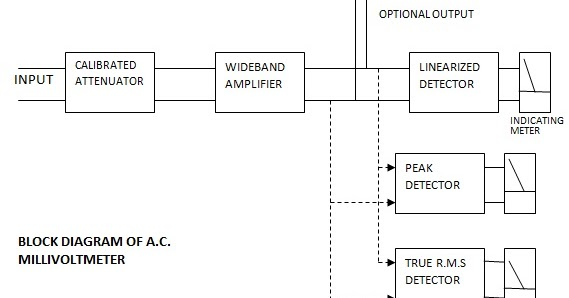 OPTIONAL OUTPUT
INPUT
CALIBRATED
ATTENUATOR
WIDEBAND
AMPLIFIER
LINEARIZED
DETECTOR
INDICATING
METER
PEAK
DETECTOR
BLOCK DIAGRAM OF A.C.
MILLIVOLTMETER
TRUE R.M.S
DETECTOR